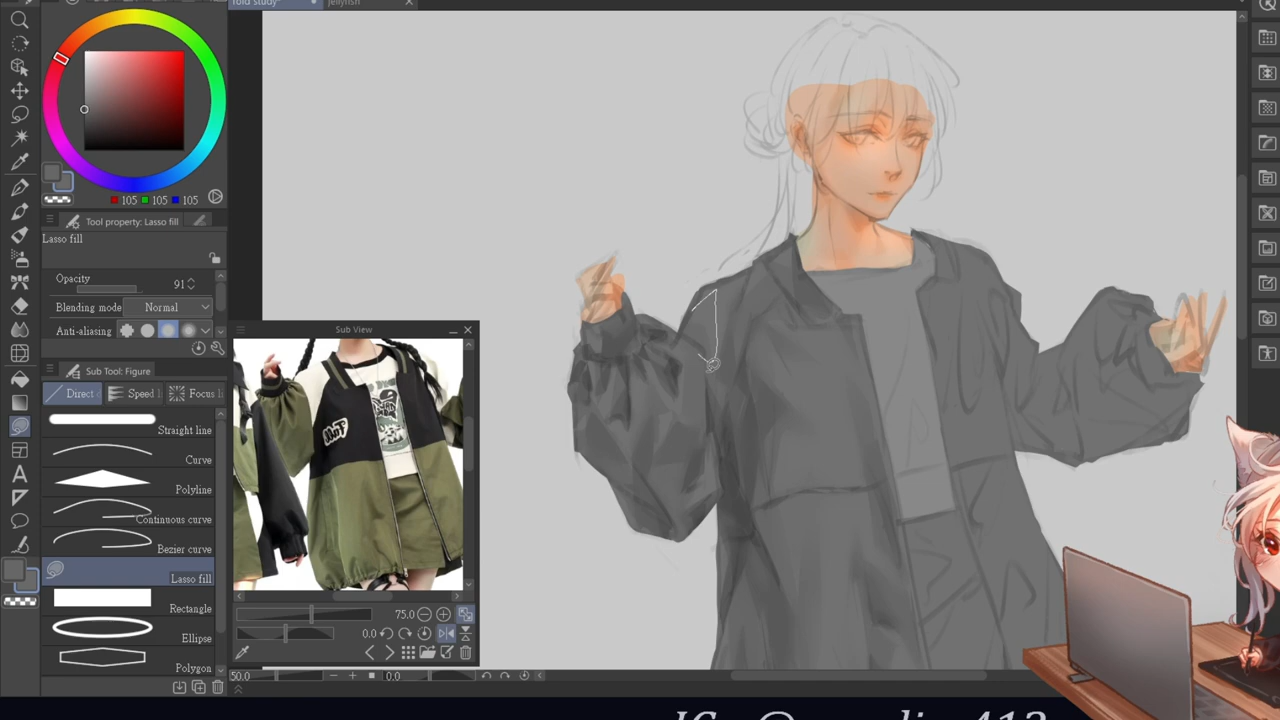 fold study*
jellyfish
105
105
105
Tool property: Lasso fill
Lasso fill
Opacity
91
Blending mode
Normal
Anti-aliasing
Sub Tool: Figure
Direct
Speed
Focus
Straight line
Curve
Polyline
Continuous curve
Bezier curve
Lasso fill
Rectangle
Ellipse
Polygon
Sub View
75.0
0.0
50.0
0.0